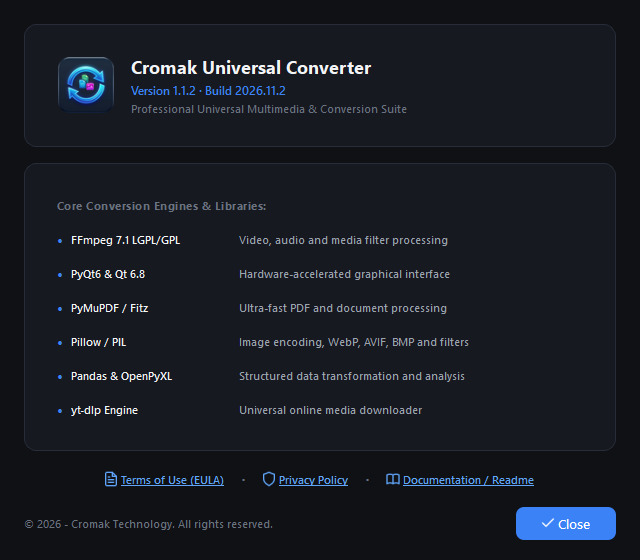 Cromak Universal Converter
Version 1.1.2 · Build 2026.11.2
Professional Universal Multimedia & Conversion Suite
Core Conversion Engines & Libraries:
• FFmpeg 7.1 LGPL/GPL Video, audio and media filter processing
• PyQt6 & Qt 6.8 Hardware-accelerated graphical interface
• PyMuPDF / Fitz Ultra-fast PDF and document processing
• Pillow / PIL Image encoding, WebP, AVIF, BMP and filters
• Pandas & OpenPyXL Structured data transformation and analysis
• yt-dlp Engine Universal online media downloader
Terms of Use (EULA) · Privacy Policy · Documentation / Readme
© 2026 - Cromak Technology. All rights reserved. Close